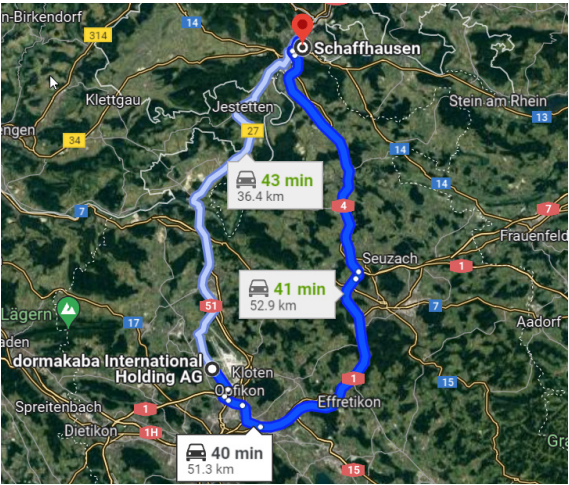 n-Birkendorf
14
314
Schaffhausen
Klettgau
Jestetten
Stein am Rhein
13
engen
34
27
14
43 min
36.4 km
14
7
4
7
Frauenfeld
Seuzach
1
41 min
52.9 km
51
7
Lägern
17
Aadorf
aden
dormakaba International
Holding AG
Kloten
Opfikon
1
15
Spreitenbach
1
Effretikon
Dietikon
1H
40 min
51.3 km
15
Gra